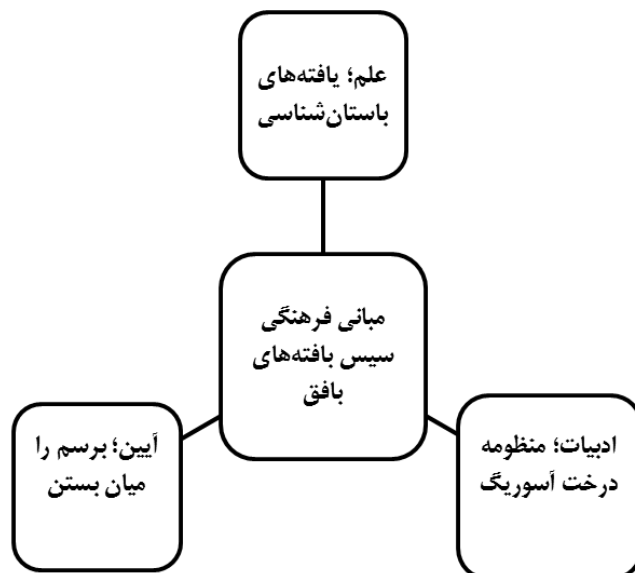 علم؛ یافته‌های
باستان‌شناسی
مبانی فرهنگی
سیس بافته‌های
بافق
ادبیات؛ منظومه
درخت آسوریگ
آیین؛ برسم را
میان بستن